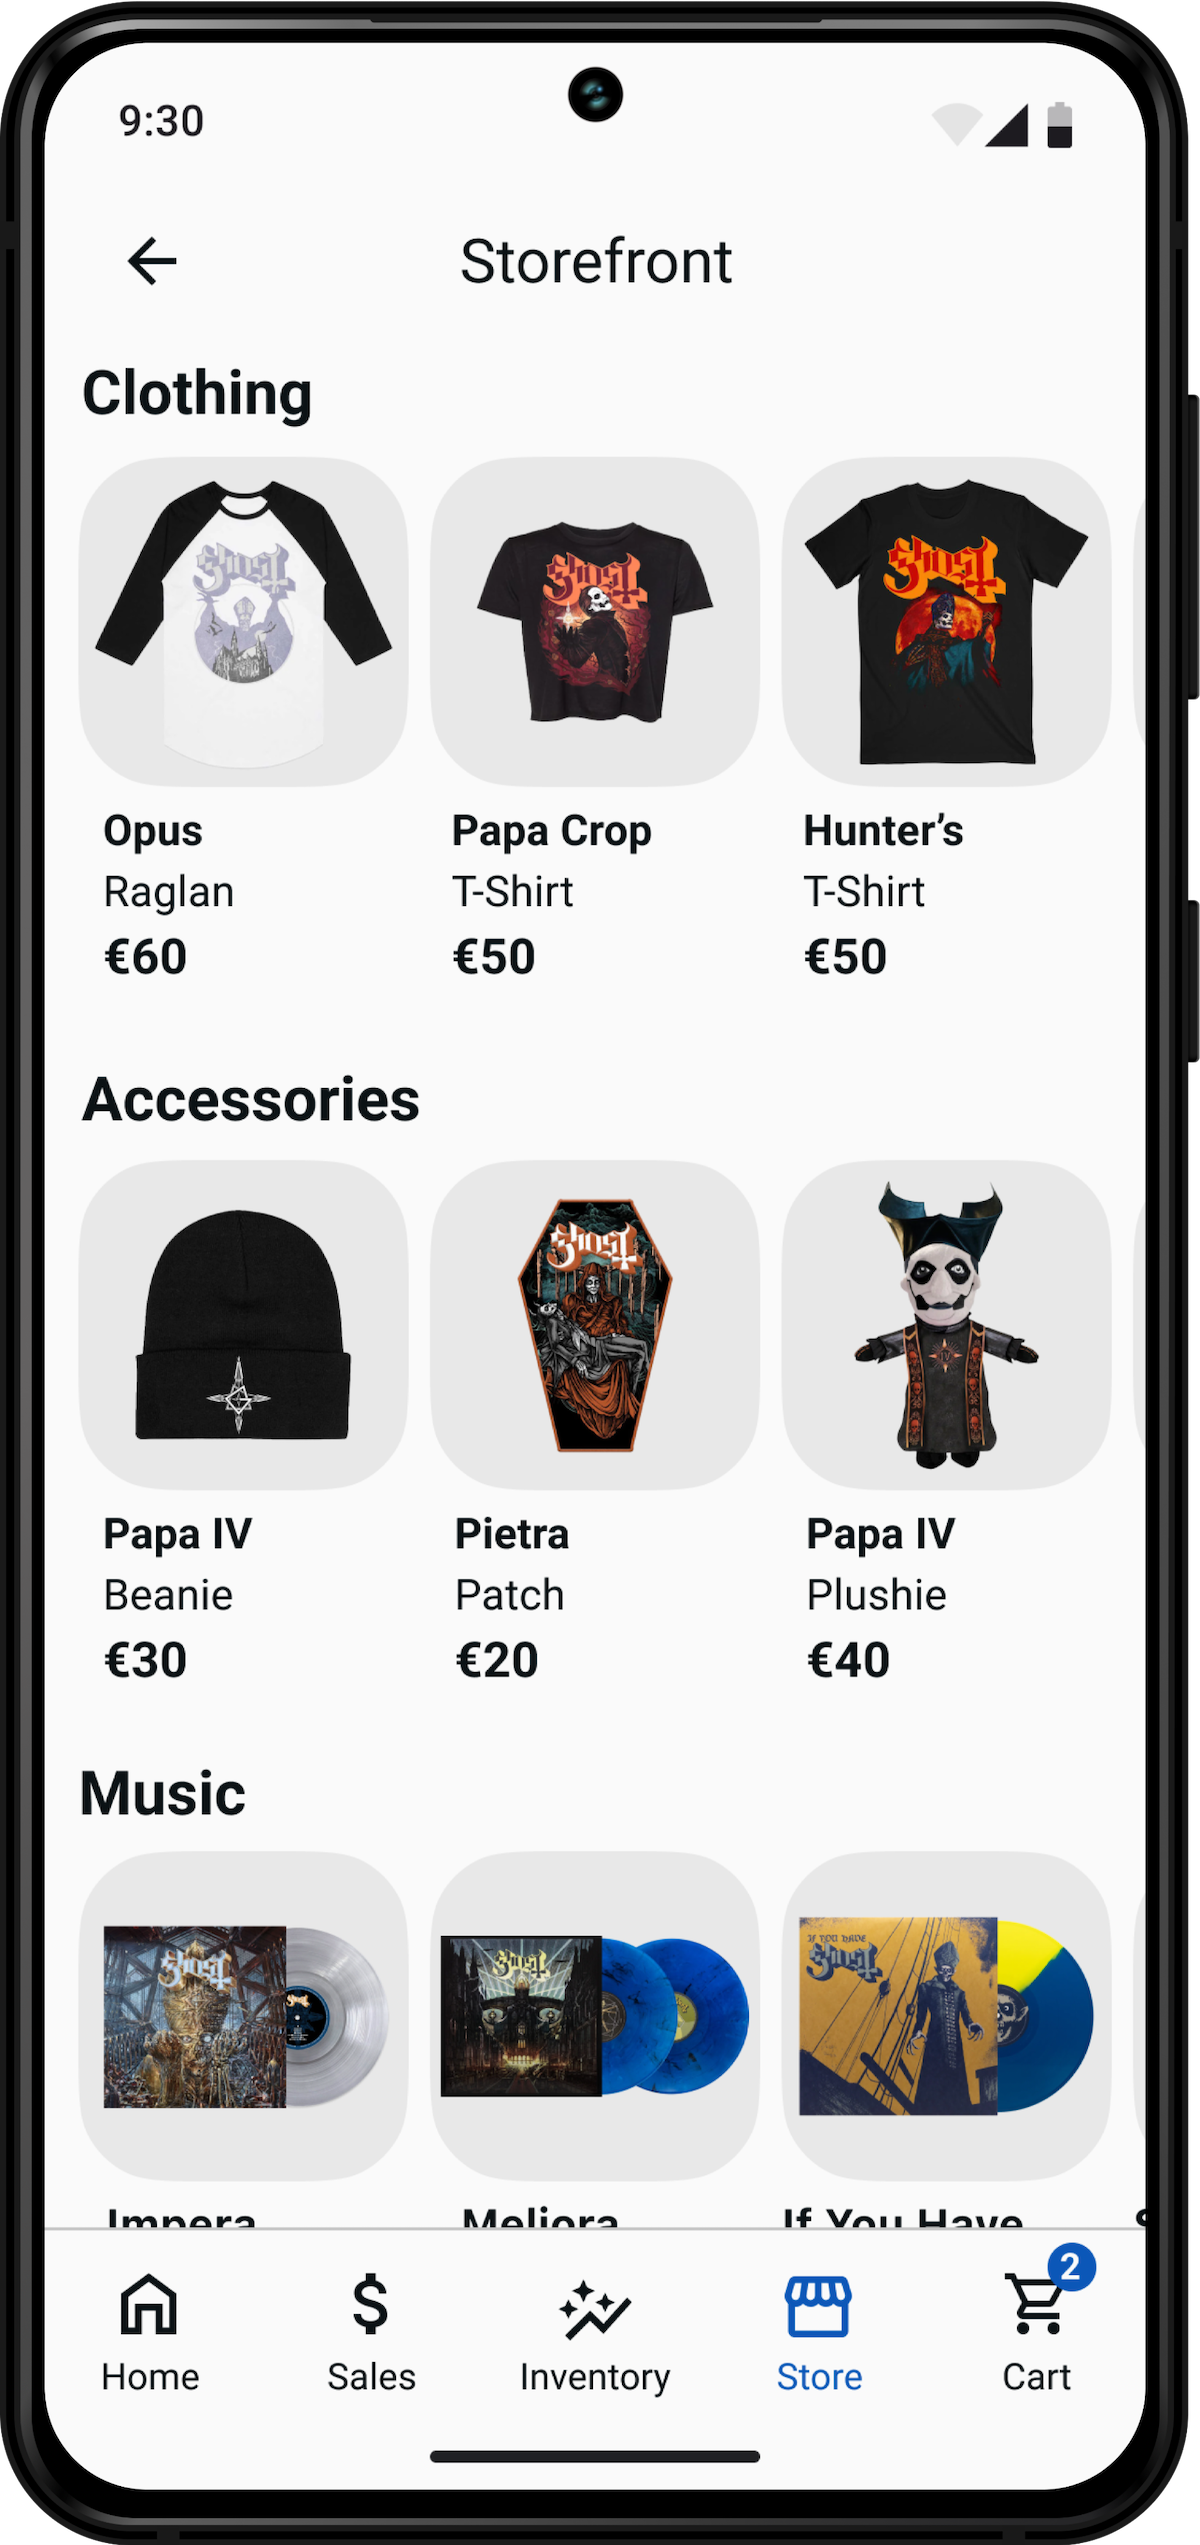 9:30
Storefront
Clothing
Ghost
Ghost
Ghost
Opus
Papa Crop
Hunter’s
Raglan
T-Shirt
T-Shirt
€60
€50
€50
Accessories
Ghost
IV
Papa IV
Pietra
Papa IV
Beanie
Patch
Plushie
€30
€20
€40
Music
Ghost
Ghost
IF YOU HAVE
Ghost
Impera
Meliora
If You Have
2
Home
Sales
Inventory
Store
Cart